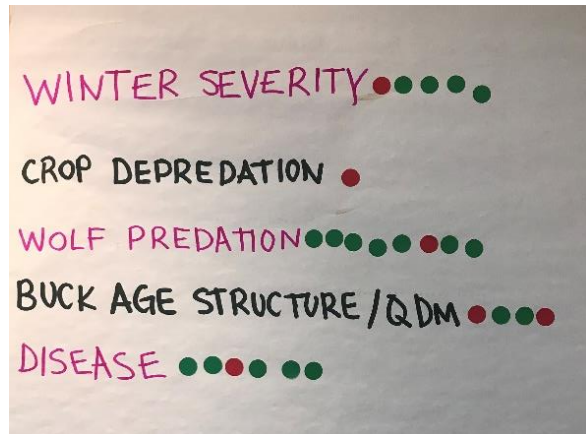 WINTER SEVERITY
CROP DEPREDATION
WOLF PREDATION
BUCK AGE STRUCTURE/QDM
DISEASE